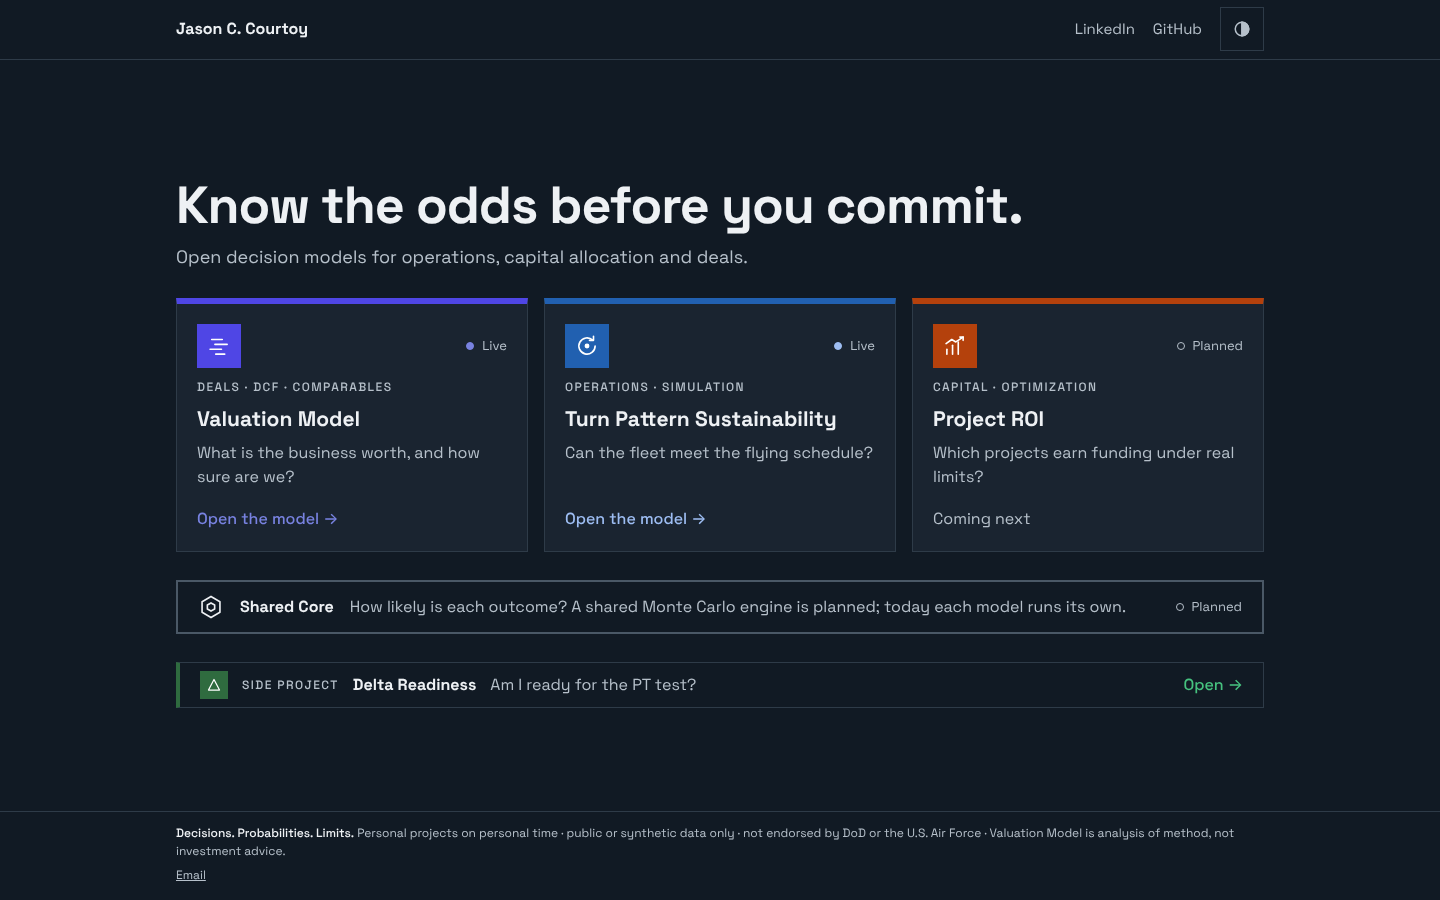 Jason C. Courtoy
LinkedIn
GitHub
Know the odds before you commit.
Open decision models for operations, capital allocation and deals.
Live
DEALS · DCF · COMPARABLES
Valuation Model
What is the business worth, and how
sure are we?
Open the model →
Live
OPERATIONS · SIMULATION
Turn Pattern Sustainability
Can the fleet meet the flying schedule?
Open the model →
Planned
CAPITAL · OPTIMIZATION
Project ROI
Which projects earn funding under real
limits?
Coming next
Shared Core How likely is each outcome? A shared Monte Carlo engine is planned; today each model runs its own. Planned
SIDE PROJECT Delta Readiness Am I ready for the PT test? Open →
Decisions. Probabilities. Limits. Personal projects on personal time · public or synthetic data only · not endorsed by DoD or the U.S. Air Force · Valuation Model is analysis of method, not
investment advice.
Email